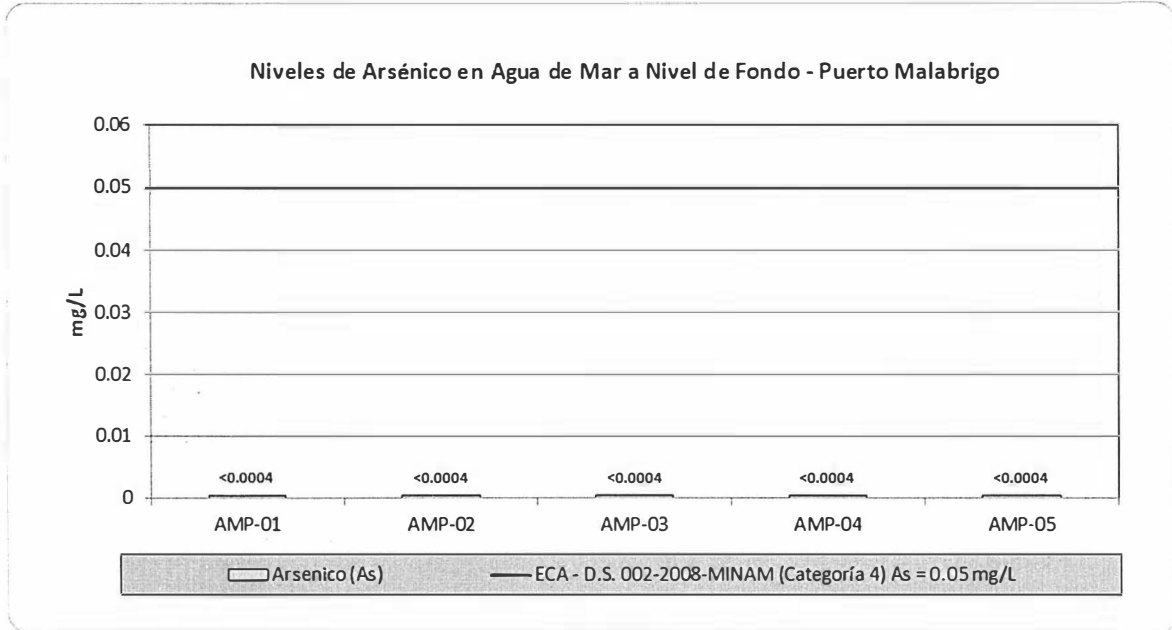 Niveles de Arsénico en Agua de Mar a Nivel de Fondo - Puerto Malabrigo
0.06
0.05
0.04
0.03
0.02
0.01
0
mg/L
<0.0004 <0.0004 <0.0004 <0.0004 <0.0004
AMP-01 AMP-02 AMP-03 AMP-04 AMP-05
Arsenico (As) ECA - D.S. 002-2008-MINAM (Categoría 4) As = 0.05 mg/L